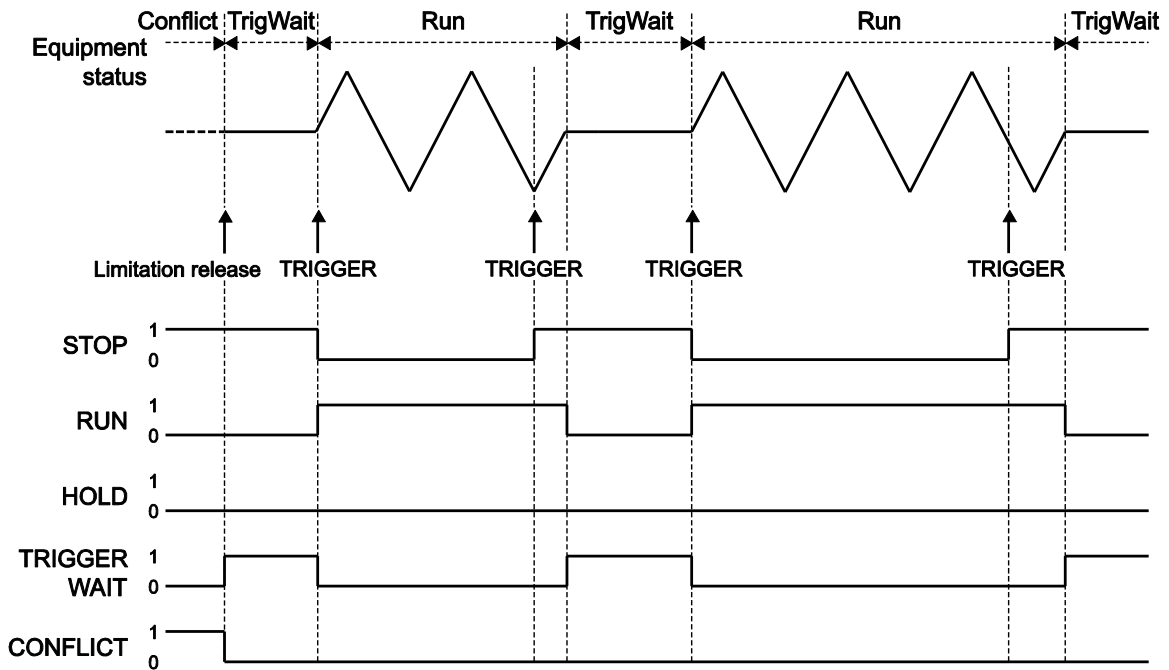 Conflict TrigWait Run TrigWait Run TrigWait
Equipment
status
Limitation release TRIGGER TRIGGER TRIGGER TRIGGER
STOP 1
0
RUN 1
0
HOLD 1
0
TRIGGER
WAIT 1
0
CONFLICT 1
0